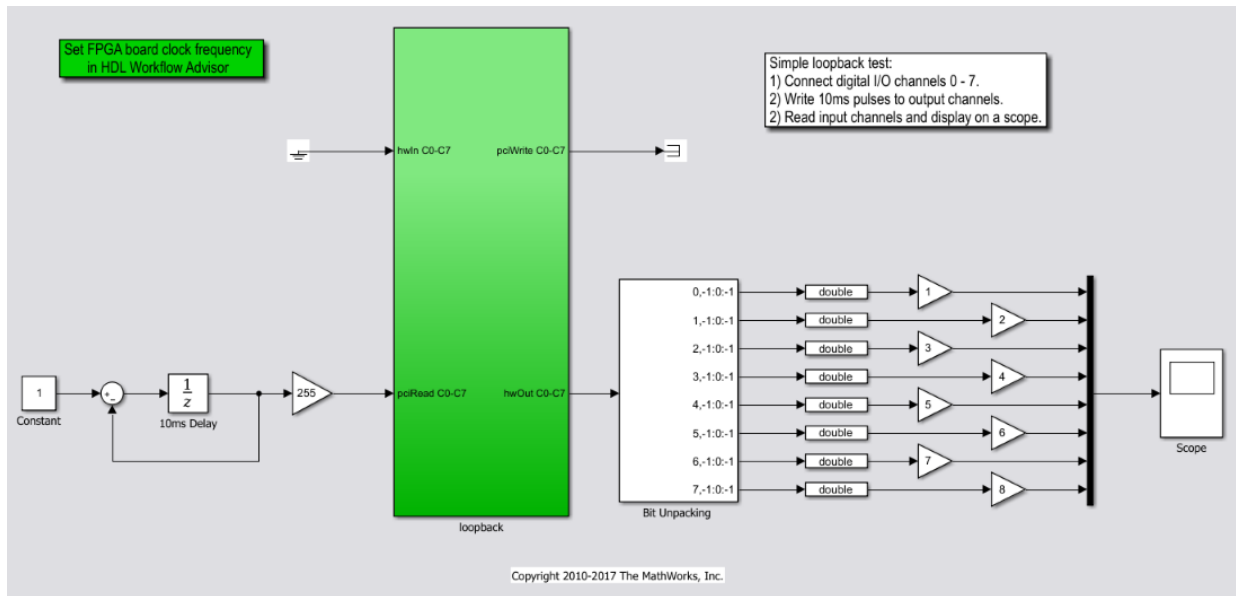 Set FPGA board clock frequency
in HDL Workflow Advisor
Simple loopback test:
1) Connect digital I/O channels 0 - 7.
2) Write 10ms pulses to output channels.
2) Read input channels and display on a scope.
hwIn C0-C7
pciWrite C0-C7
0,-1:0:-1
double
1
1,-1:0:-1
double
2
2,-1:0:-1
double
3
3,-1:0:-1
double
4
1
+
-
1
z
255
pciRead C0-C7
hwOut C0-C7
4,-1:0:-1
double
5
Constant
10ms Delay
5,-1:0:-1
double
6
Scope
6,-1:0:-1
double
7
7,-1:0:-1
double
8
Bit Unpacking
loopback
Copyright 2010-2017 The MathWorks, Inc.